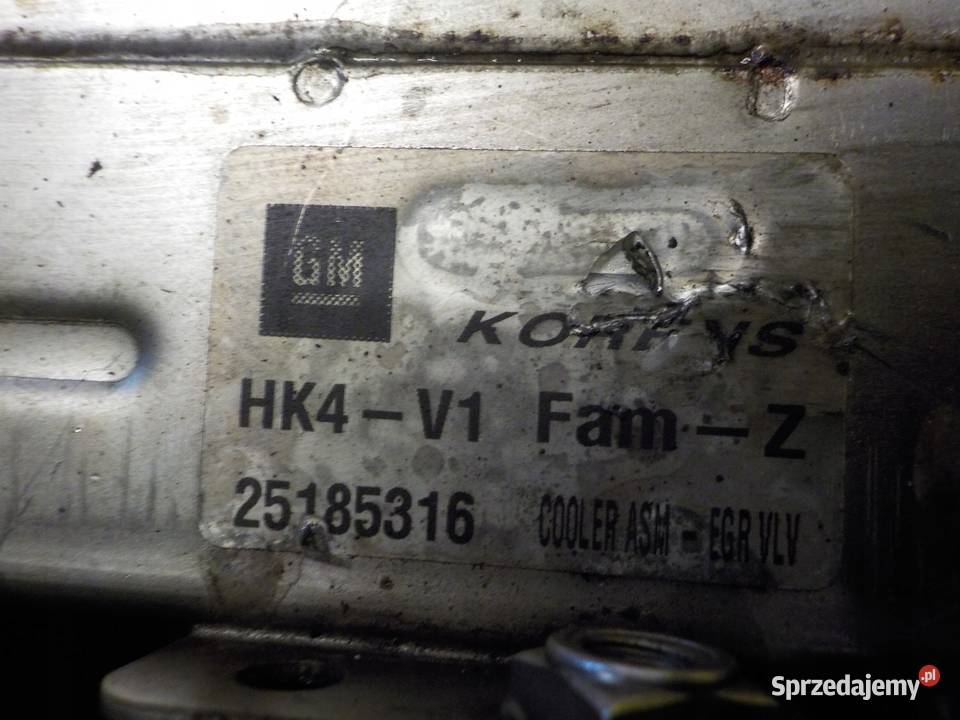 GM
HK4-V1 Fam-Z
25185316 COOLER ASM - EGR VLV
Sprzedajemy.pl